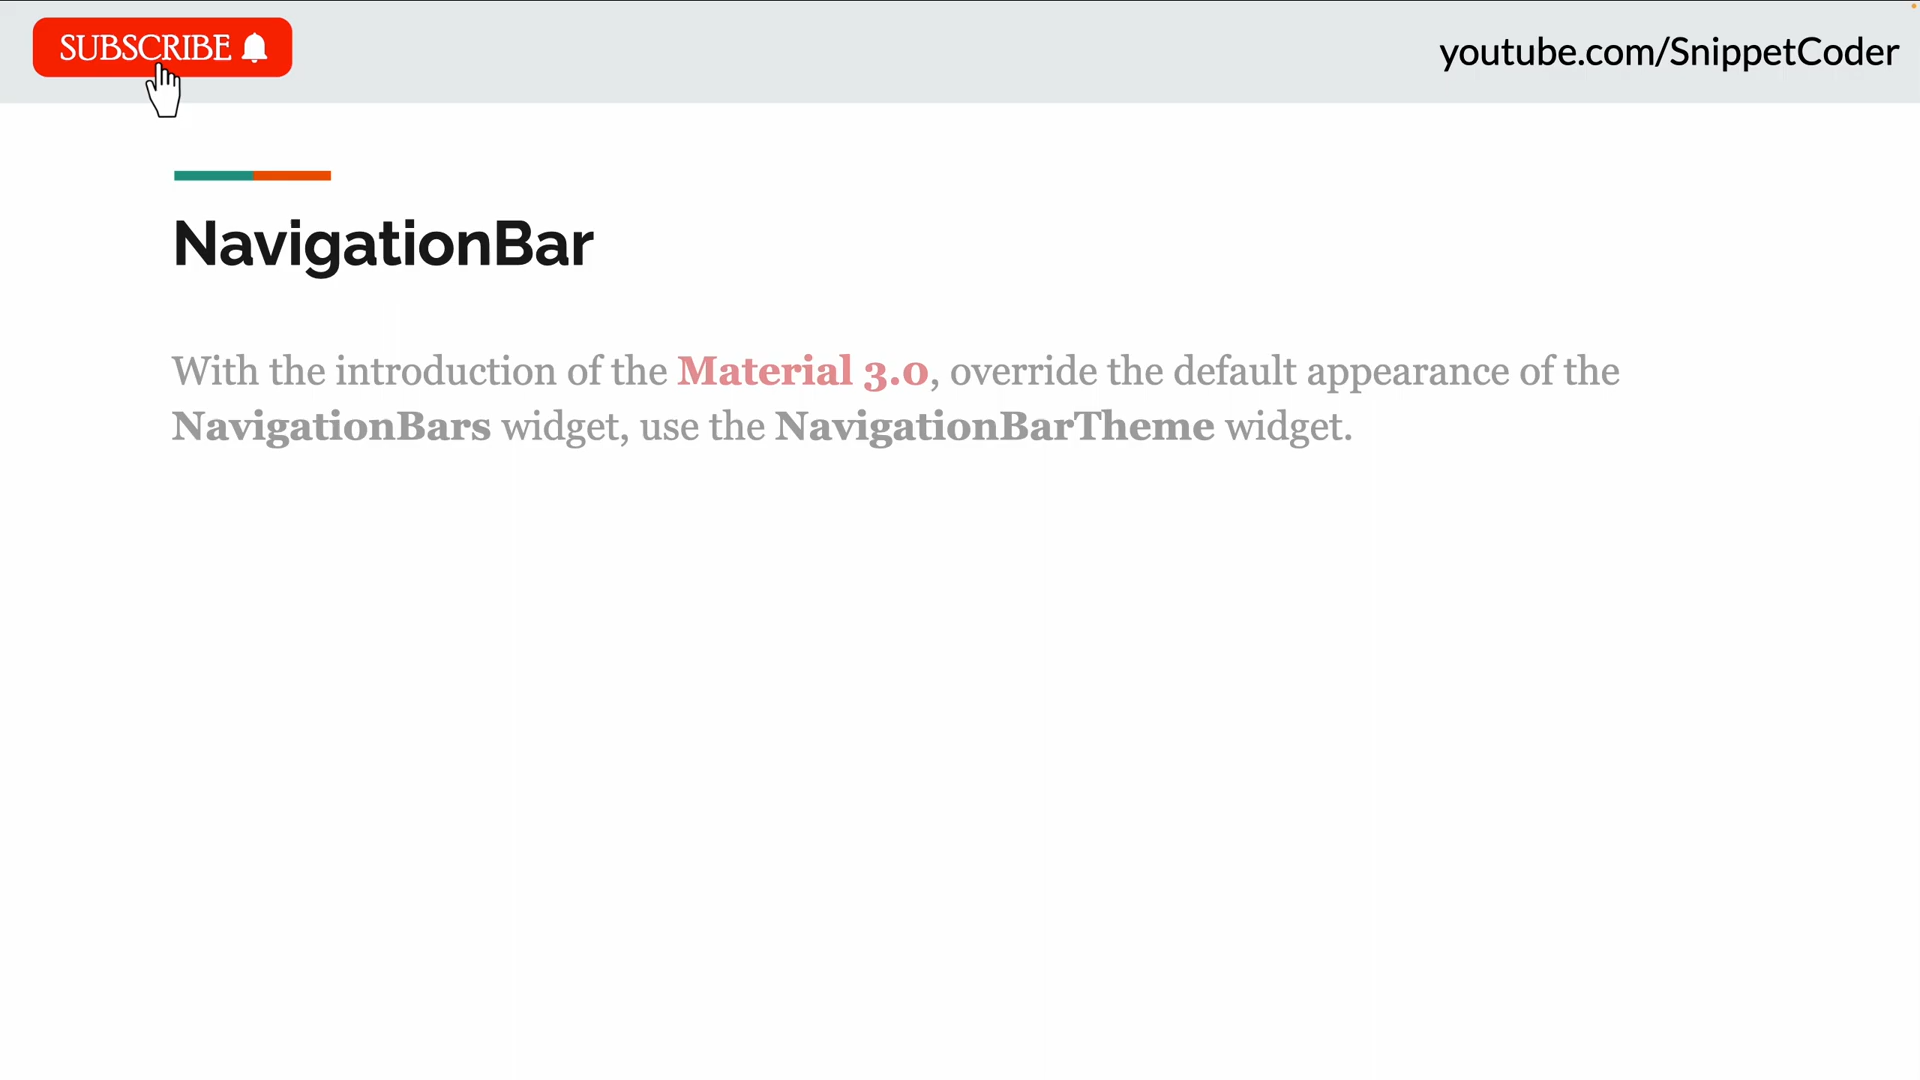 SUBSCRIBE
youtube.com/SnippetCoder
NavigationBar
With the introduction of the Material 3.0, override the default appearance of the
NavigationBars widget, use the NavigationBarTheme widget.